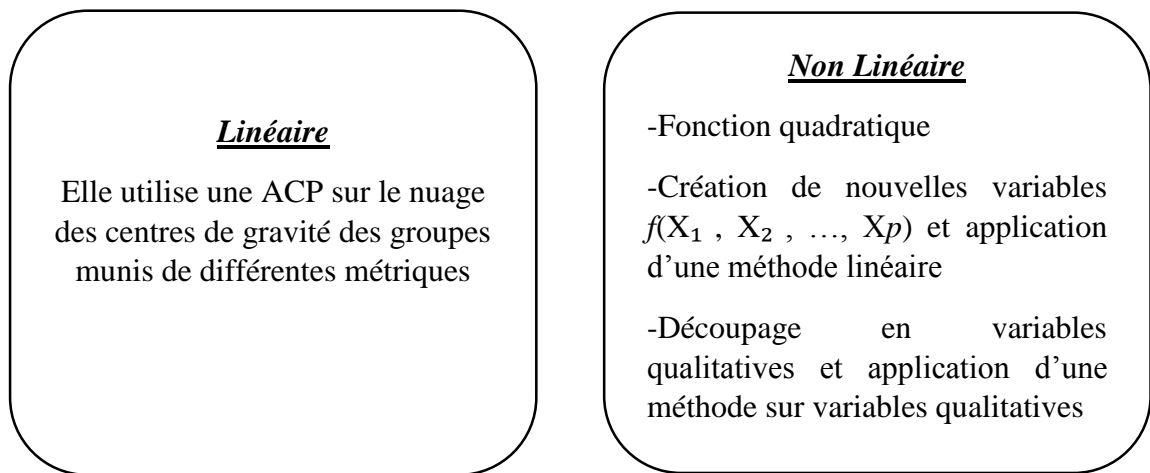 Linéaire
Elle utilise une ACP sur le nuage
des centres de gravité des groupes
munis de différentes métriques
Non Linéaire
-Fonction quadratique
-Création de nouvelles variables
f(X₁ , X₂ , …, Xp) et application
d’une méthode linéaire
-Découpage en variables
qualitatives et application d’une
méthode sur variables qualitatives